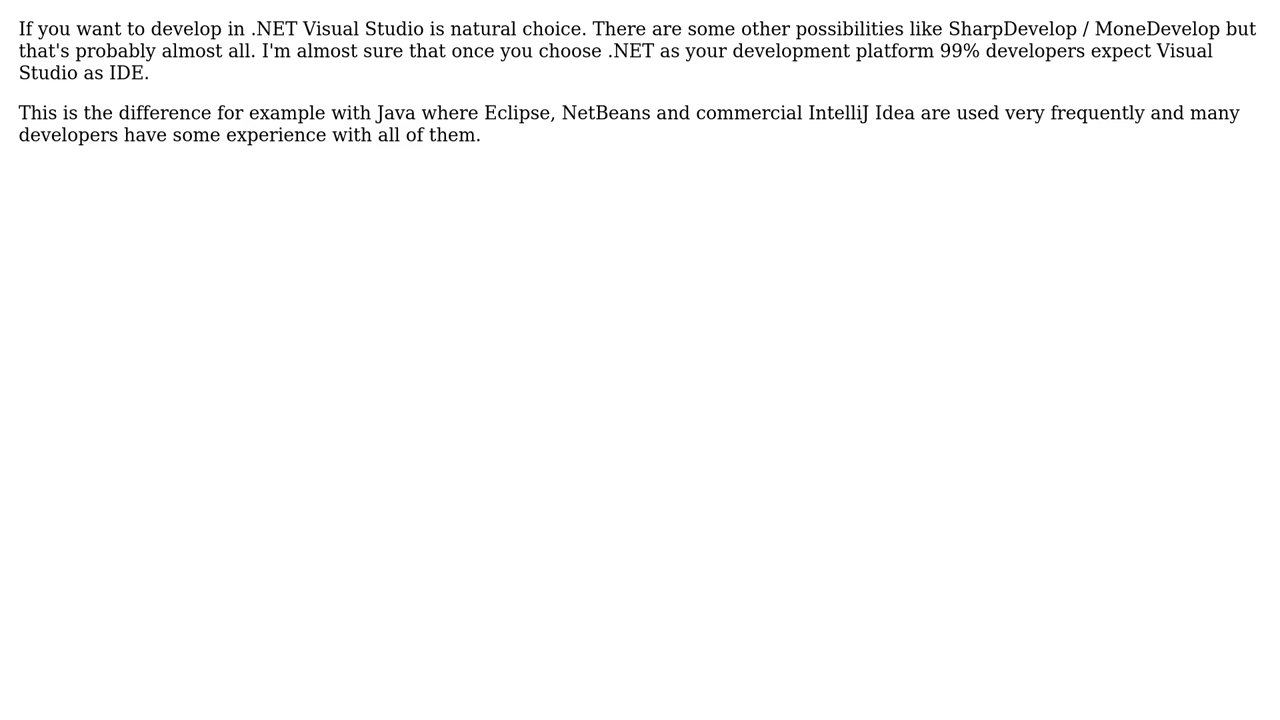 If you want to develop in .NET Visual Studio is natural choice. There are some other possibilities like SharpDevelop / MoneDevelop but
that's probably almost all. I'm almost sure that once you choose .NET as your development platform 99% developers expect Visual
Studio as IDE.
This is the difference for example with Java where Eclipse, NetBeans and commercial IntelliJ Idea are used very frequently and many
developers have some experience with all of them.